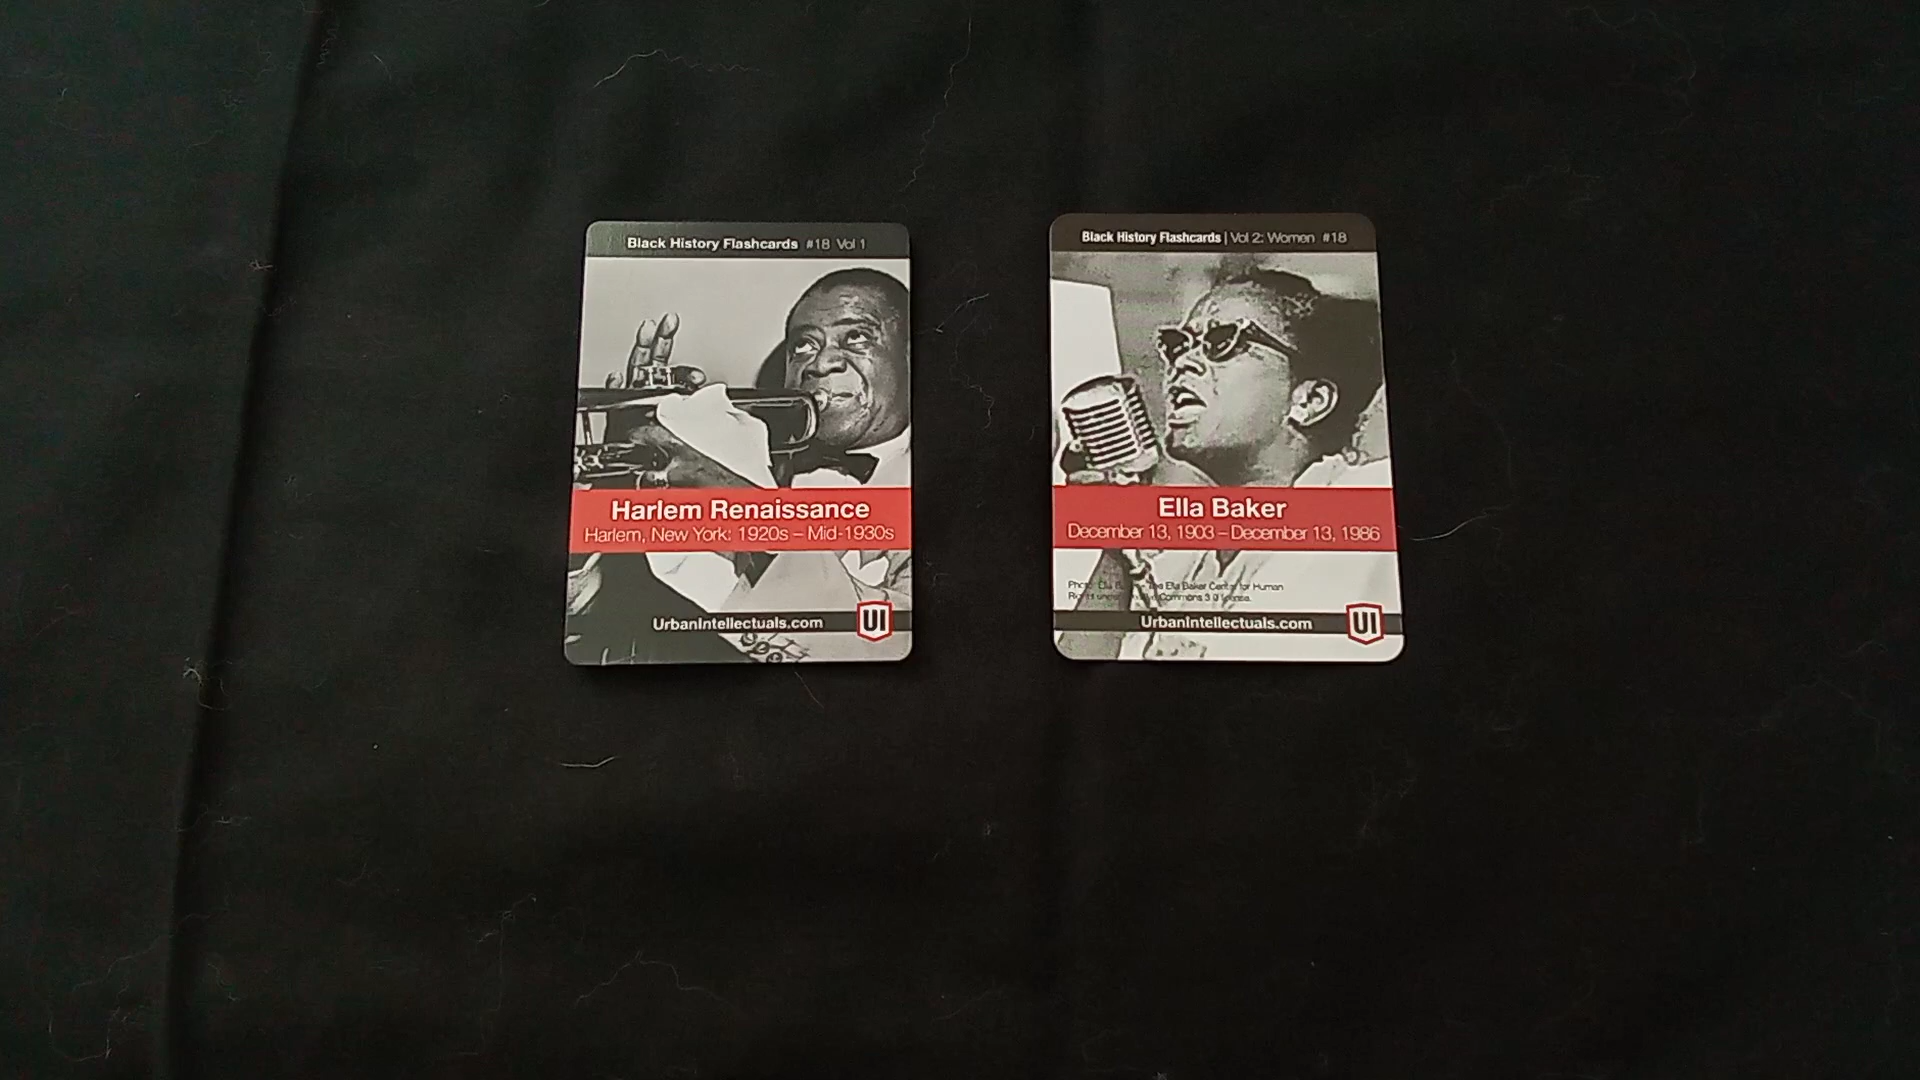 Black History Flashcards #18 Vol 1
Harlem Renaissance
Harlem, New York: 1920s – Mid-1930s
UrbanIntellectuals.com
UI
Black History Flashcards | Vol 2: Women #18
Ella Baker
December 13, 1903 – December 13, 1986
Ella Baker Center for Human
Commons 3.0 license.
UrbanIntellectuals.com
UI